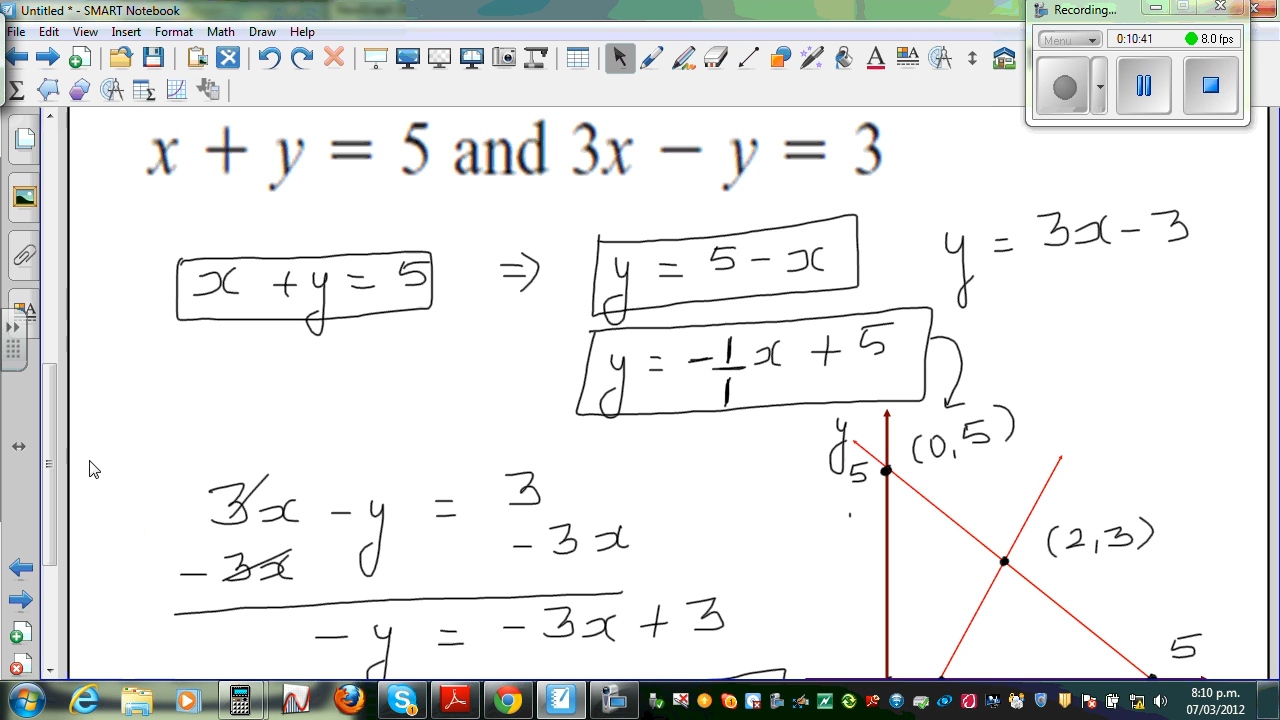 Untitled * - SMART Notebook
Recording...
File Edit View Insert Format Math Draw Help
Menu 0:10:41 8.0 fps
x + y = 5 and 3x − y = 3
x + y = 5 ⇒ y = 5 - x y = 3x - 3
y = -1/1 x + 5
y
5
(0,5)
3x - y = 3
(2,3)
- 3x - 3x
- y = - 3x + 3
5
8:10 p.m.
07/03/2012